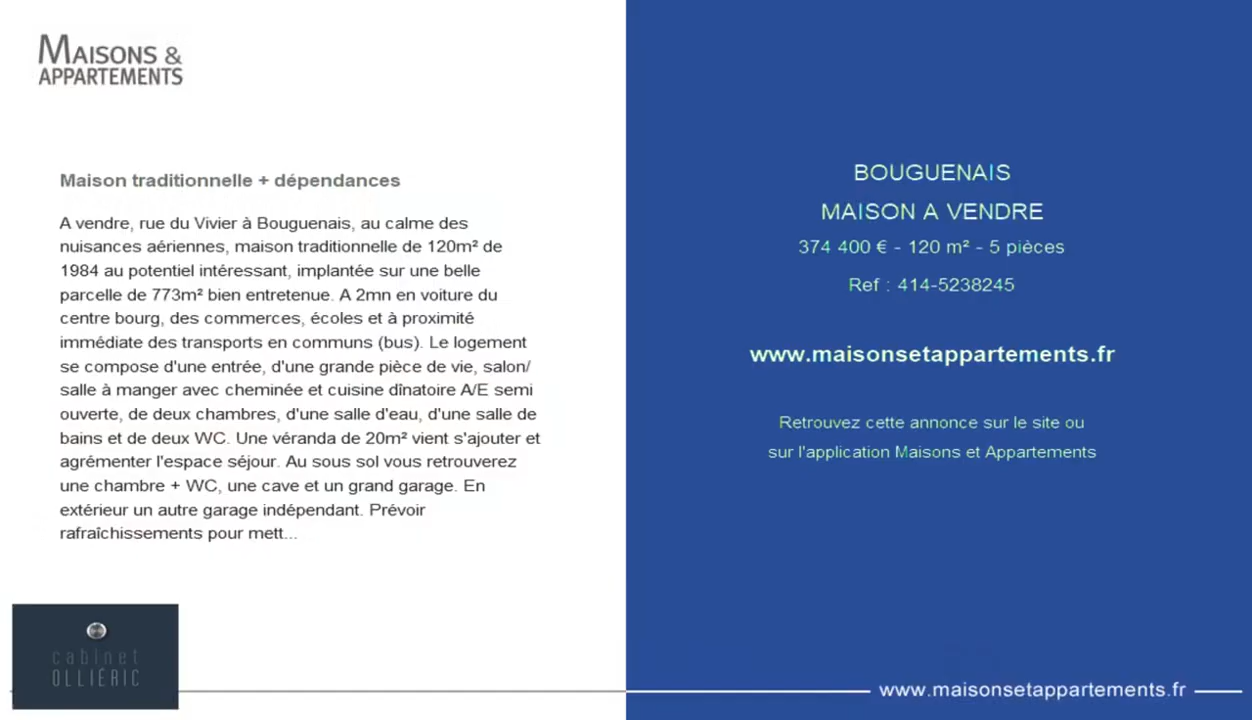 MAISONS &
APPARTEMENTS
Maison traditionnelle + dépendances
A vendre, rue du Vivier à Bouguenais, au calme des
nuisances aériennes, maison traditionnelle de 120m² de
1984 au potentiel intéressant, implantée sur une belle
parcelle de 773m² bien entretenue. A 2mn en voiture du
centre bourg, des commerces, écoles et à proximité
immédiate des transports en communs (bus). Le logement
se compose d'une entrée, d'une grande pièce de vie, salon/
salle à manger avec cheminée et cuisine dînatoire A/E semi
ouverte, de deux chambres, d'une salle d'eau, d'une salle de
bains et de deux WC. Une véranda de 20m² vient s'ajouter et
agrémenter l'espace séjour. Au sous sol vous retrouverez
une chambre + WC, une cave et un grand garage. En
extérieur un autre garage indépendant. Prévoir
rafraîchissements pour mett...
cabinet
OLLIÉRIC
BOUGUENAIS
MAISON A VENDRE
374 400 € - 120 m² - 5 pièces
Ref : 414-5238245
www.maisonsetappartements.fr
Retrouvez cette annonce sur le site ou
sur l'application Maisons et Appartements
www.maisonsetappartements.fr